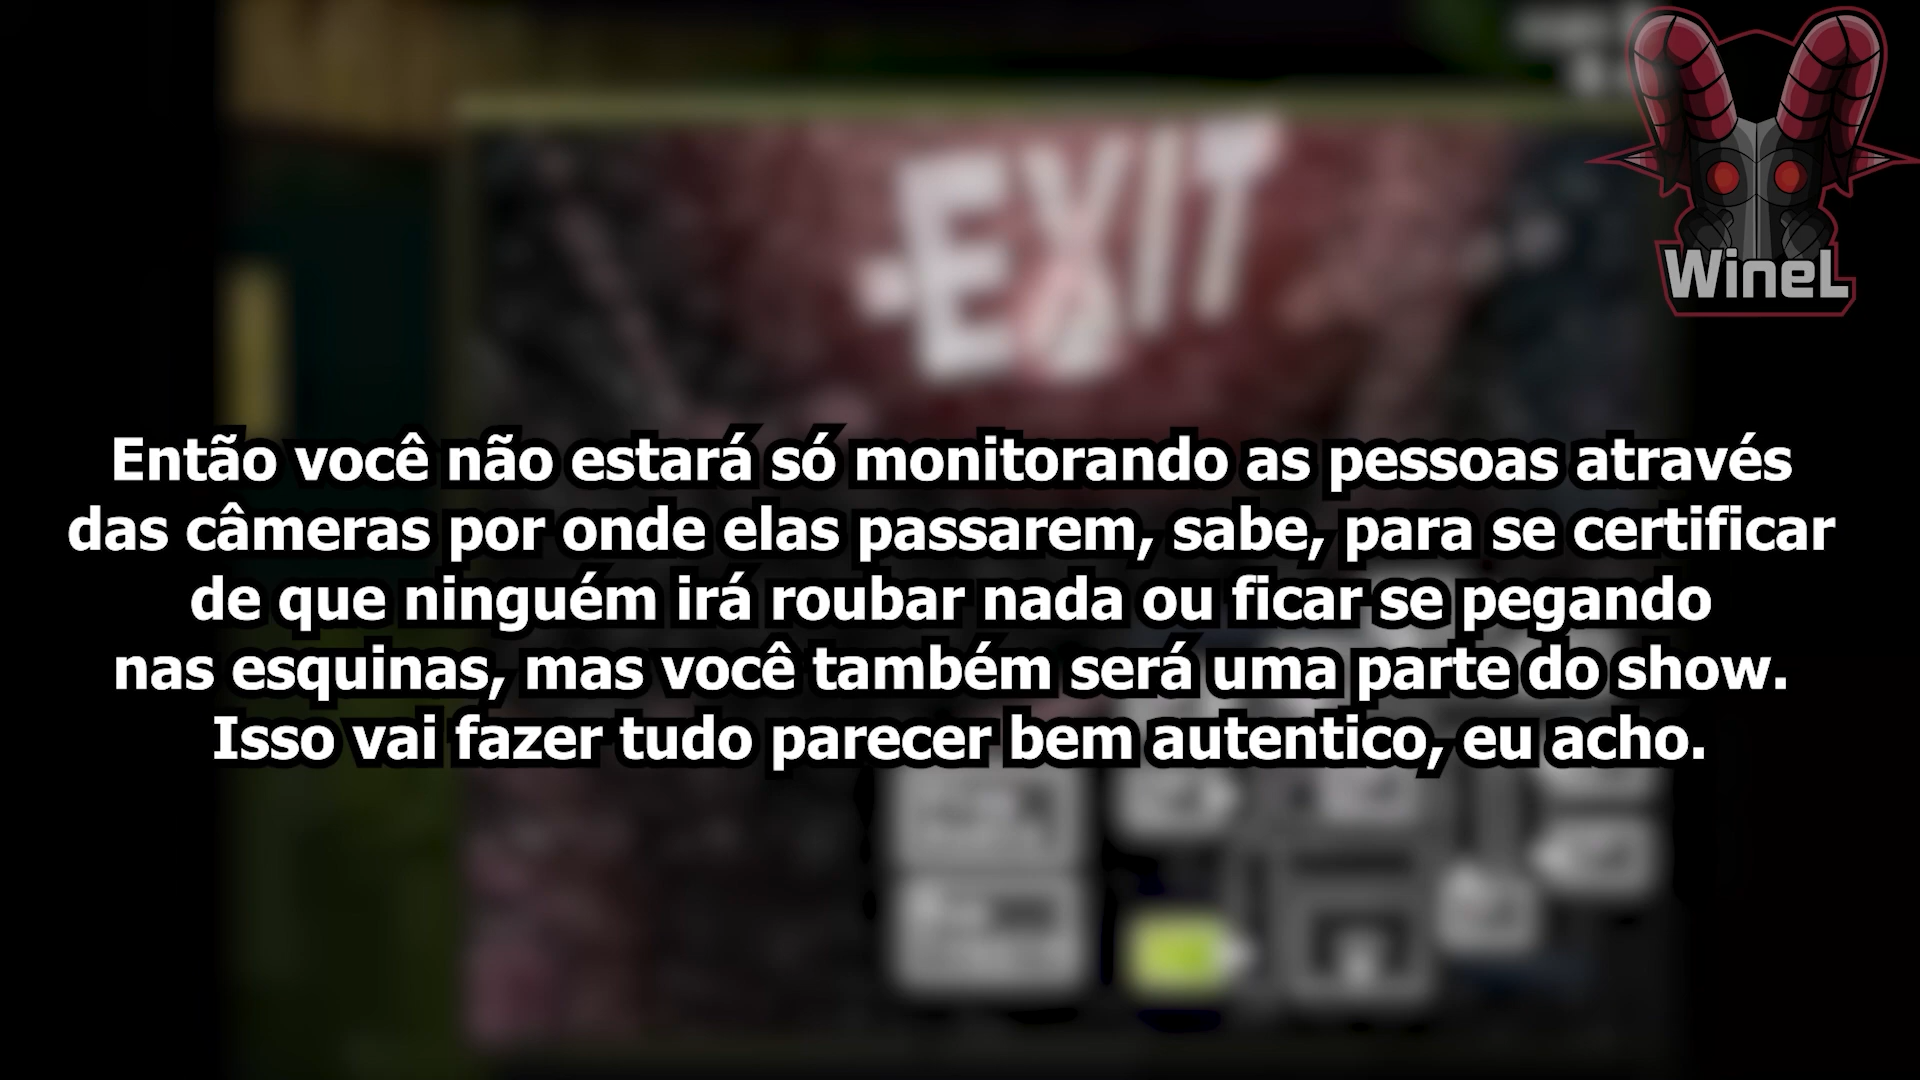 EXIT
WineL
Então você não estará só monitorando as pessoas através
das câmeras por onde elas passarem, sabe, para se certificar
de que ninguém irá roubar nada ou ficar se pegando
nas esquinas, mas você também será uma parte do show.
Isso vai fazer tudo parecer bem autentico, eu acho.